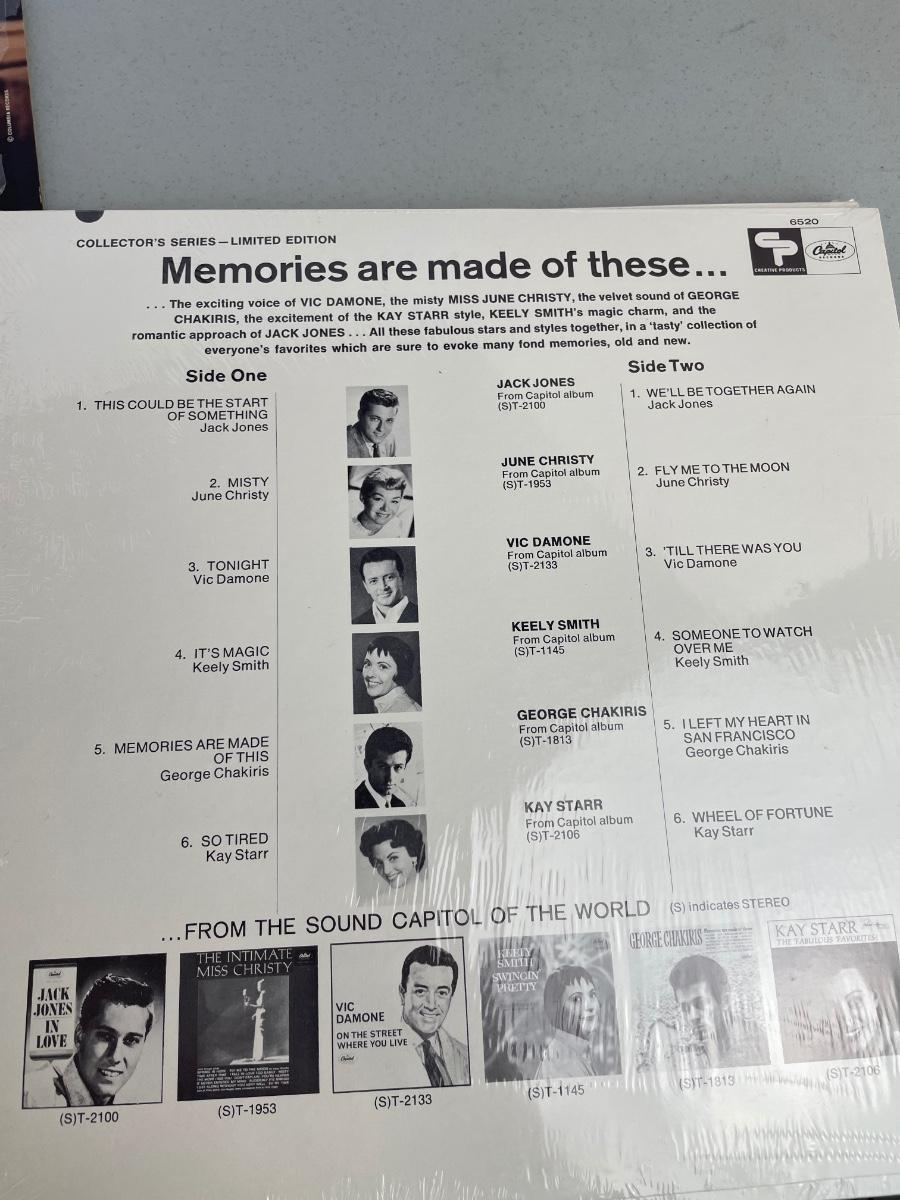 © COLUMBIA RECORDS
6520
COLLECTOR'S SERIES — LIMITED EDITION
CREATIVE PRODUCTS
Capitol
RECORDS
Memories are made of these...
... The exciting voice of VIC DAMONE, the misty MISS JUNE CHRISTY, the velvet sound of GEORGE
CHAKIRIS, the excitement of the KAY STARR style, KEELY SMITH'S magic charm, and the
romantic approach of JACK JONES ... All these fabulous stars and styles together, in a 'tasty' collection of
everyone's favorites which are sure to evoke many fond memories, old and new.
Side One
1. THIS COULD BE THE START
OF SOMETHING
Jack Jones
2. MISTY
June Christy
3. TONIGHT
Vic Damone
4. IT'S MAGIC
Keely Smith
5. MEMORIES ARE MADE
OF THIS
George Chakiris
6. SO TIRED
Kay Starr
JACK JONES
From Capitol album
(S)T-2100
JUNE CHRISTY
From Capitol album
(S)T-1953
VIC DAMONE
From Capitol album
(S)T-2133
KEELY SMITH
From Capitol album
(S)T-1145
GEORGE CHAKIRIS
From Capitol album
(S)T-1813
KAY STARR
From Capitol album
(S)T-2106
Side Two
1. WE'LL BE TOGETHER AGAIN
Jack Jones
2. FLY ME TO THE MOON
June Christy
3. 'TILL THERE WAS YOU
Vic Damone
4. SOMEONE TO WATCH
OVER ME
Keely Smith
5. I LEFT MY HEART IN
SAN FRANCISCO
George Chakiris
6. WHEEL OF FORTUNE
Kay Starr
...FROM THE SOUND CAPITOL OF THE WORLD (S) indicates STEREO
JACK
JONES
IN
LOVE
(S)T-2100
THE INTIMATE
MISS CHRISTY
(S)T-1953
VIC
DAMONE
ON THE STREET
WHERE YOU LIVE
Capitol
(S)T-2133
KEELY
SMITH
SWINGIN'
PRETTY
(S)T-1145
GEORGE CHAKIRIS
(S)T-1813
KAY STARR
THE FABULOUS FAVORITES!
(S)T-2106